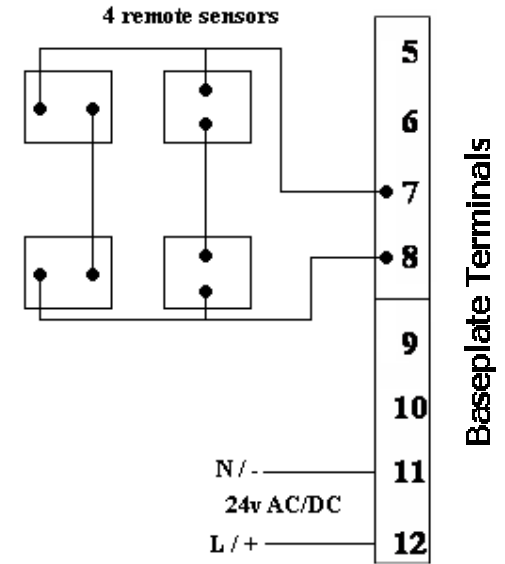 4 remote sensors
5
6
7
8
9
10
N / -
11
24v AC/DC
L / +
12
Baseplate Terminals